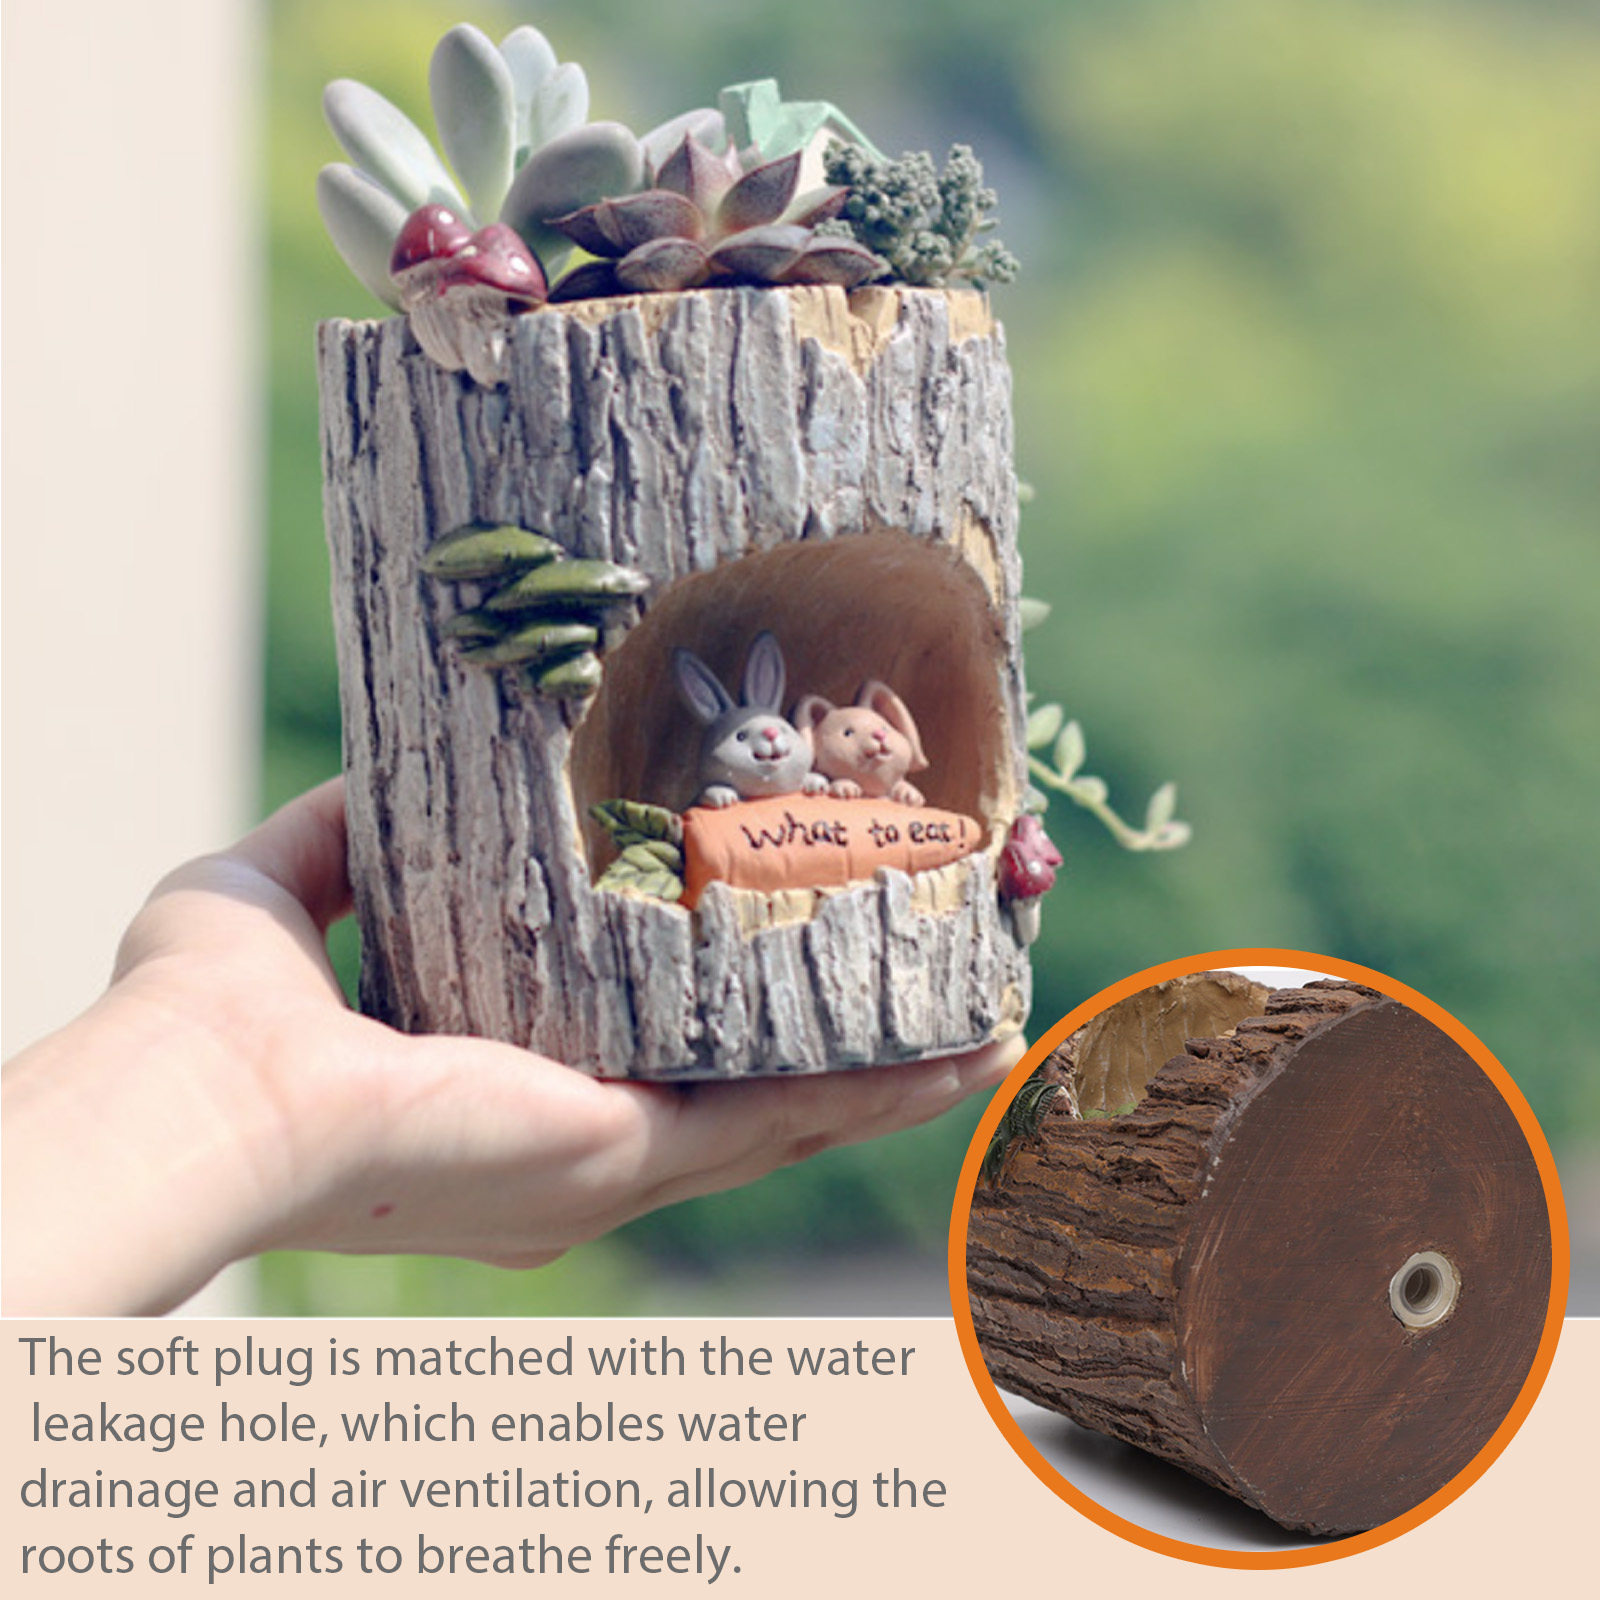 What to eat!
The soft plug is matched with the water
leakage hole, which enables water
drainage and air ventilation, allowing the
roots of plants to breathe freely.